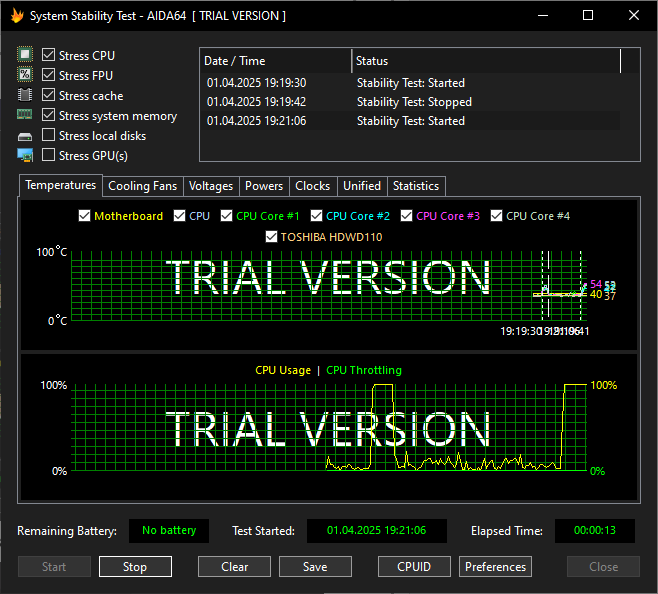 System Stability Test - AIDA64 [ TRIAL VERSION ]
Stress CPU
Stress FPU
Stress cache
Stress system memory
Stress local disks
Stress GPU(s)
Date / Time Status
01.04.2025 19:19:30 Stability Test: Started
01.04.2025 19:19:42 Stability Test: Stopped
01.04.2025 19:21:06 Stability Test: Started
Temperatures Cooling Fans Voltages Powers Clocks Unified Statistics
Motherboard CPU CPU Core #1 CPU Core #2 CPU Core #3 CPU Core #4
TOSHIBA HDWD110
100°C
TRIAL VERSION
54
40 37
0°C
19:19:30
CPU Usage | CPU Throttling
100% 100%
TRIAL VERSION
0% 0%
Remaining Battery: No battery Test Started: 01.04.2025 19:21:06 Elapsed Time: 00:00:13
Start Stop Clear Save CPUID Preferences Close